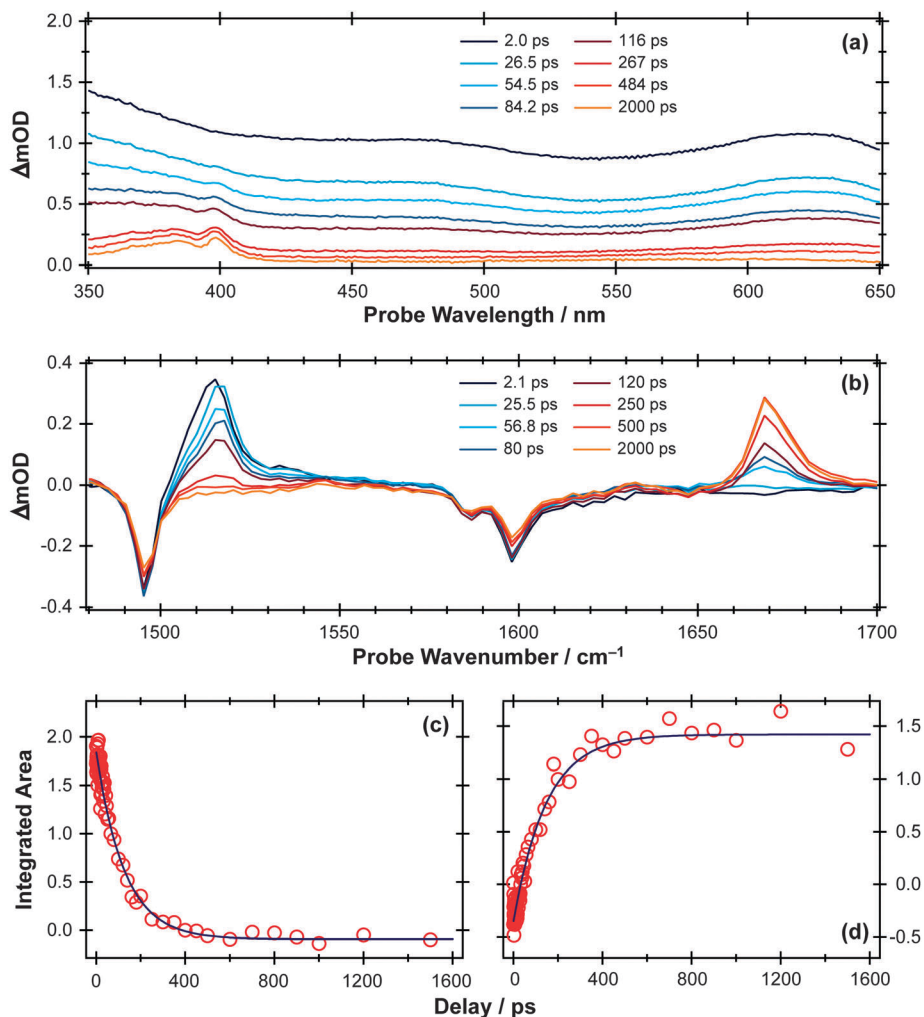 (a)
2.0 ps
26.5 ps
54.5 ps
84.2 ps
116 ps
267 ps
484 ps
2000 ps
ΔmOD
2.0
1.5
1.0
0.5
0.0
350 400 450 500 550 600 650
Probe Wavelength / nm
(b)
2.1 ps
25.5 ps
56.8 ps
80 ps
120 ps
250 ps
500 ps
2000 ps
ΔmOD
0.4
0.2
0.0
-0.2
-0.4
1500 1550 1600 1650 1700
Probe Wavenumber / cm⁻¹
(c)
Integrated Area
2.0
1.5
1.0
0.5
0.0
0 400 800 1200 1600
(d)
1.5
1.0
0.5
0.0
-0.5
0 400 800 1200 1600
Delay / ps